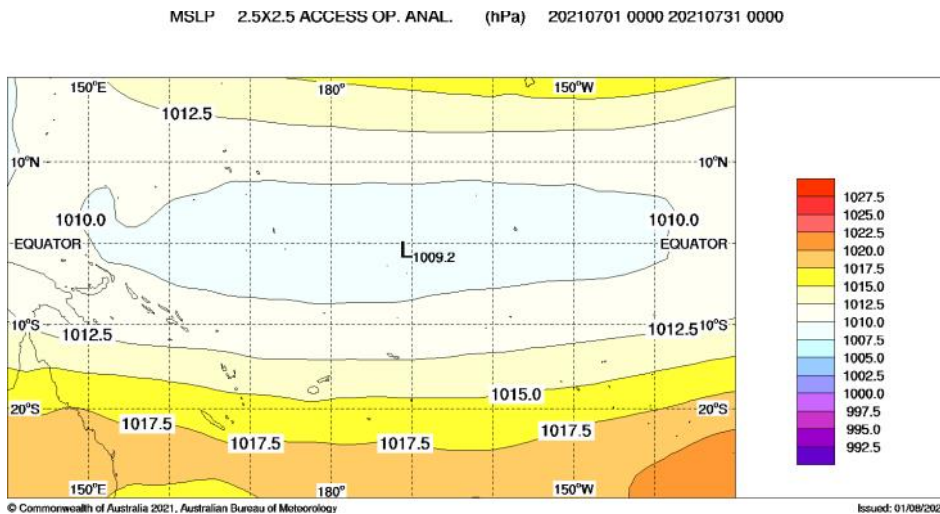 MSLP 2.5X2.5 ACCESS OP. ANAL. (hPa) 20210701 0000 20210731 0000
150°E 180° 150°W
1012.5
10°N 10°N
1010.0 1010.0
EQUATOR EQUATOR
L1009.2
10°S 1012.5 1012.5 10°S
1015.0
20°S 1017.5 20°S
1017.5 1017.5 1017.5
150°E 180° 150°W
1027.5
1025.0
1022.5
1020.0
1017.5
1015.0
1012.5
1010.0
1007.5
1005.0
1002.5
1000.0
997.5
995.0
992.5
© Commonwealth of Australia 2021, Australian Bureau of Meteorology Issued: 01/08/202